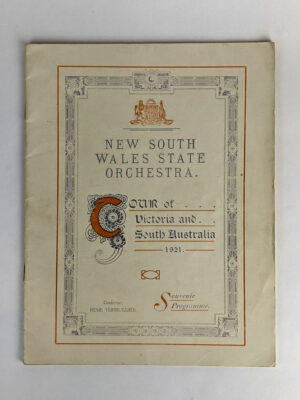 NEW SOUTH
WALES STATE
ORCHESTRA.
TOUR of . . . .
Victoria and . .
South Australia
1921.
Conductor:
HENRI VERBRUGGHEN.
Souvenir
Programme.